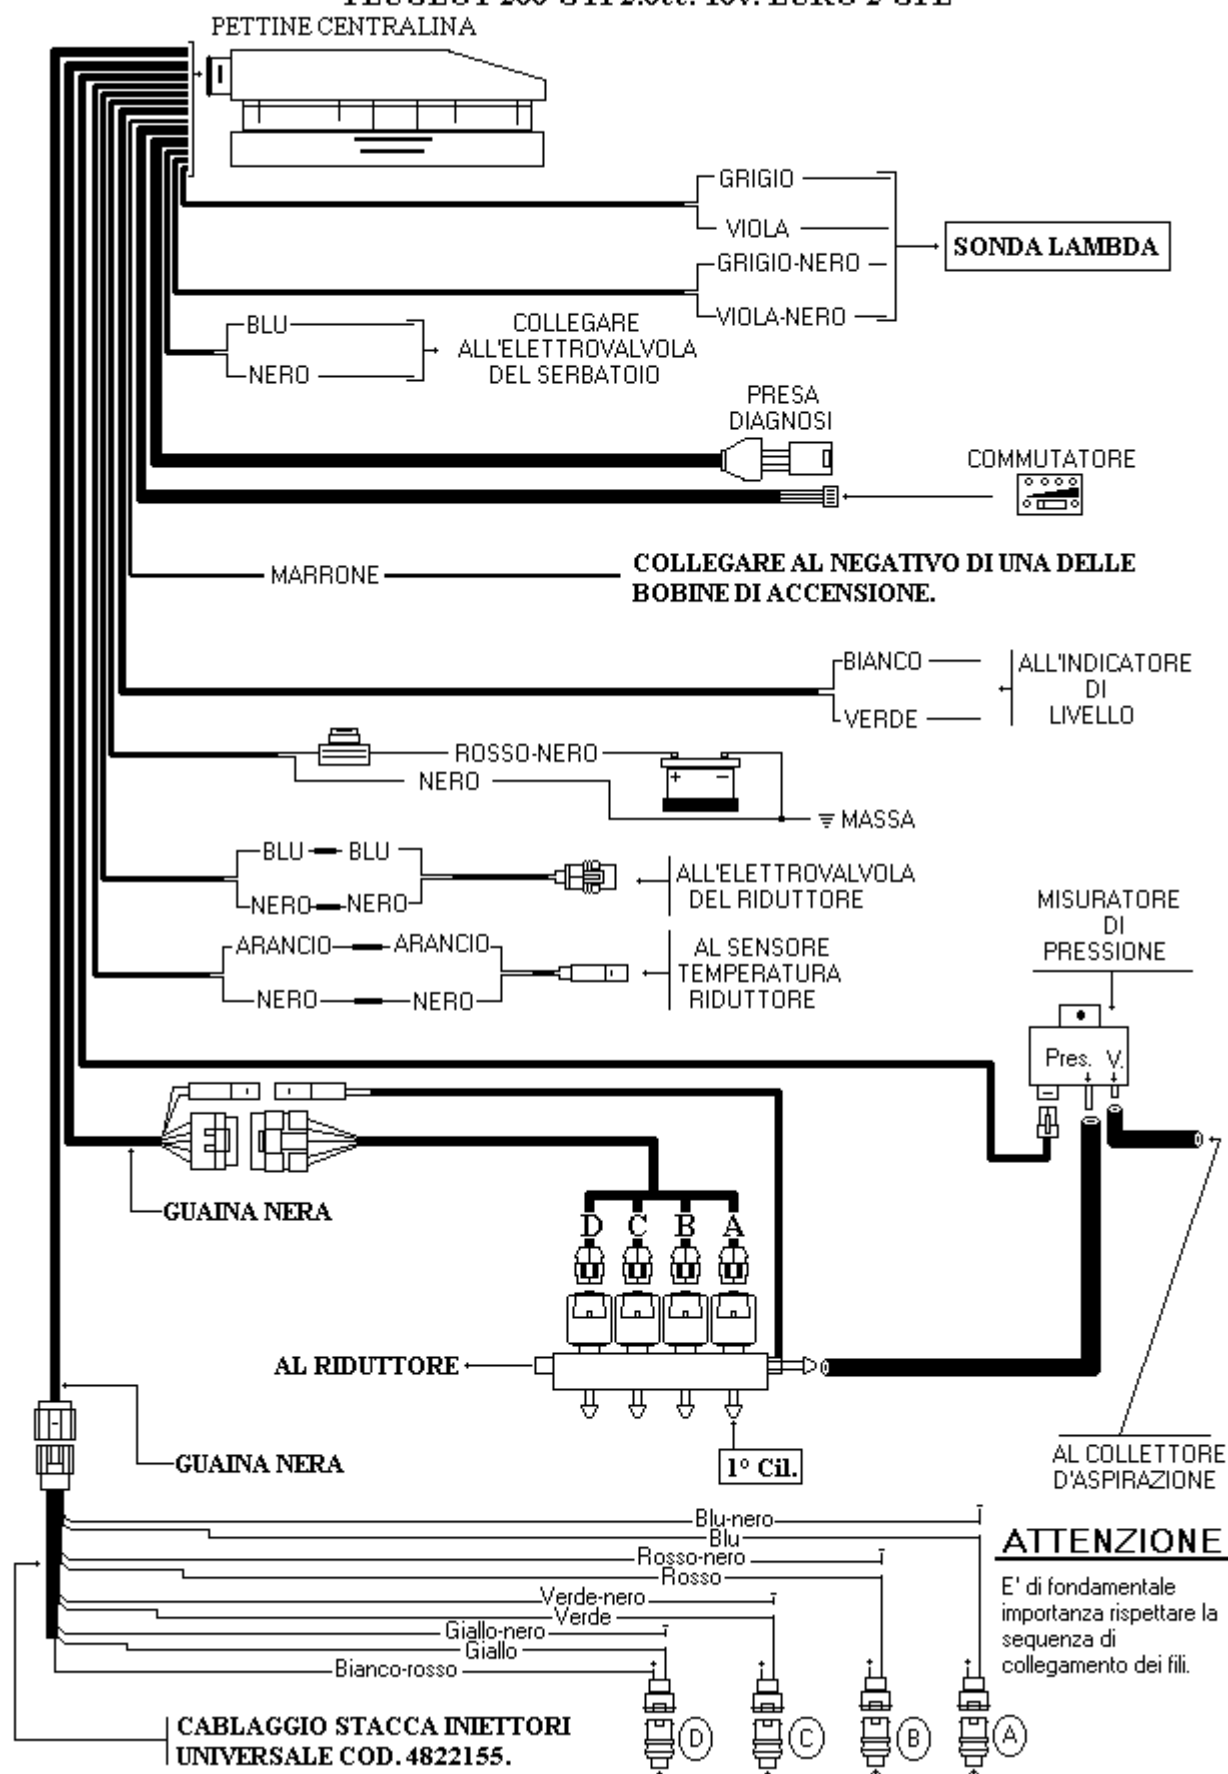 PETTINE CENTRALINA
GRIGIO
VIOLA
GRIGIO-NERO
VIOLA-NERO
SONDA LAMBDA
BLU
NERO
COLLEGARE
ALL'ELETTROVALVOLA
DEL SERBATOIO
PRESA
DIAGNOSI
COMMUTATORE
MARRONE
COLLEGARE AL NEGATIVO DI UNA DELLE
BOBINE DI ACCENSIONE.
BIANCO
VERDE
ALL'INDICATORE
DI
LIVELLO
ROSSO-NERO
NERO
+ −
MASSA
BLU BLU
NERO NERO
ALL'ELETTROVALVOLA
DEL RIDUTTORE
ARANCIO ARANCIO
NERO NERO
AL SENSORE
TEMPERATURA
RIDUTTORE
MISURATORE
DI
PRESSIONE
Pres. V.
GUAINA NERA
D C B A
AL RIDUTTORE
1° Cil.
GUAINA NERA
AL COLLETTORE
D'ASPIRAZIONE
Blu-nero
Blu
Rosso-nero
Rosso
Verde-nero
Verde
Giallo-nero
Giallo
Bianco-rosso
ATTENZIONE
E' di fondamentale
importanza rispettare la
sequenza di
collegamento dei fili.
CABLAGGIO STACCA INIETTORI
UNIVERSALE COD. 4822155.
D C B A